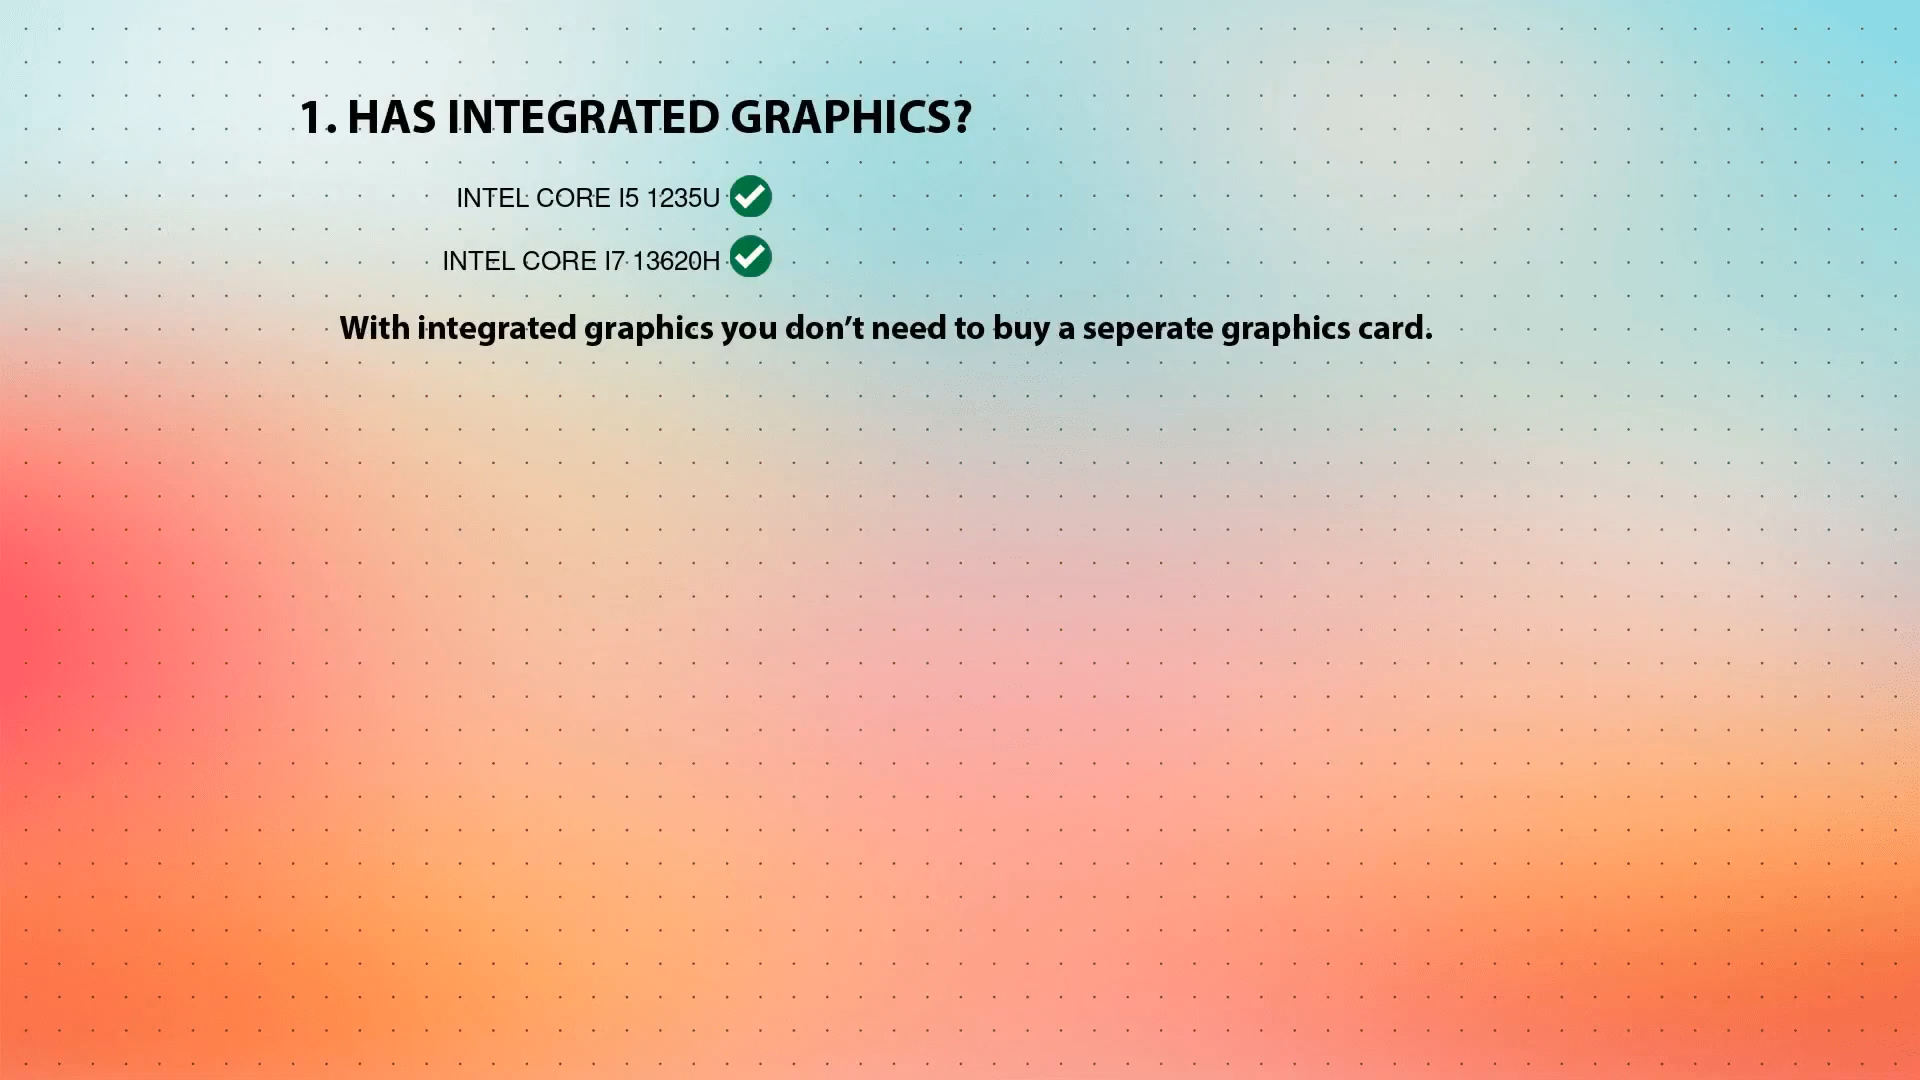 1. HAS INTEGRATED GRAPHICS?
INTEL CORE I5 1235U
INTEL CORE I7 13620H
With integrated graphics you don’t need to buy a seperate graphics card.